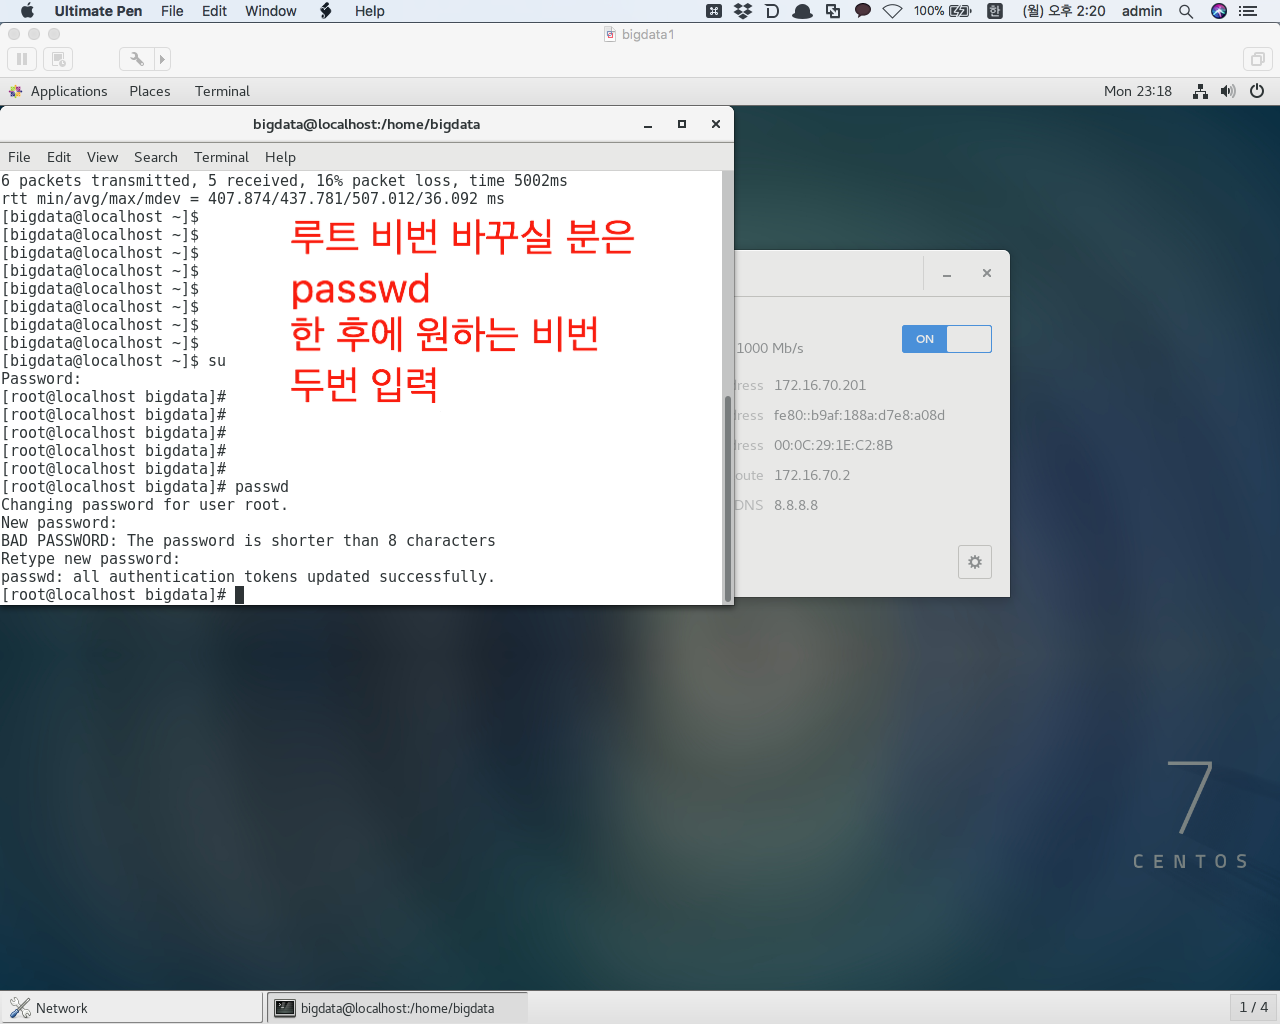 Ultimate Pen File Edit Window Help 100% 한 (월) 오후 2:20 admin
bigdata1
Applications Places Terminal Mon 23:18
bigdata@localhost:/home/bigdata
File Edit View Search Terminal Help
6 packets transmitted, 5 received, 16% packet loss, time 5002ms
rtt min/avg/max/mdev = 407.874/437.781/507.012/36.092 ms
[bigdata@localhost ~]$
[bigdata@localhost ~]$
[bigdata@localhost ~]$
[bigdata@localhost ~]$
[bigdata@localhost ~]$
[bigdata@localhost ~]$
[bigdata@localhost ~]$
[bigdata@localhost ~]$
[bigdata@localhost ~]$ su
Password:
[root@localhost bigdata]#
[root@localhost bigdata]#
[root@localhost bigdata]#
[root@localhost bigdata]#
[root@localhost bigdata]#
[root@localhost bigdata]# passwd
Changing password for user root.
New password:
BAD PASSWORD: The password is shorter than 8 characters
Retype new password:
passwd: all authentication tokens updated successfully.
[root@localhost bigdata]#
루트 비번 바꾸실 분은
passwd
한 후에 원하는 비번
두번 입력
ON
1000 Mb/s
dress 172.16.70.201
dress fe80::b9af:188a:d7e8:a08d
dress 00:0C:29:1E:C2:8B
oute 172.16.70.2
DNS 8.8.8.8
7
CENTOS
Network bigdata@localhost:/home/bigdata 1 / 4